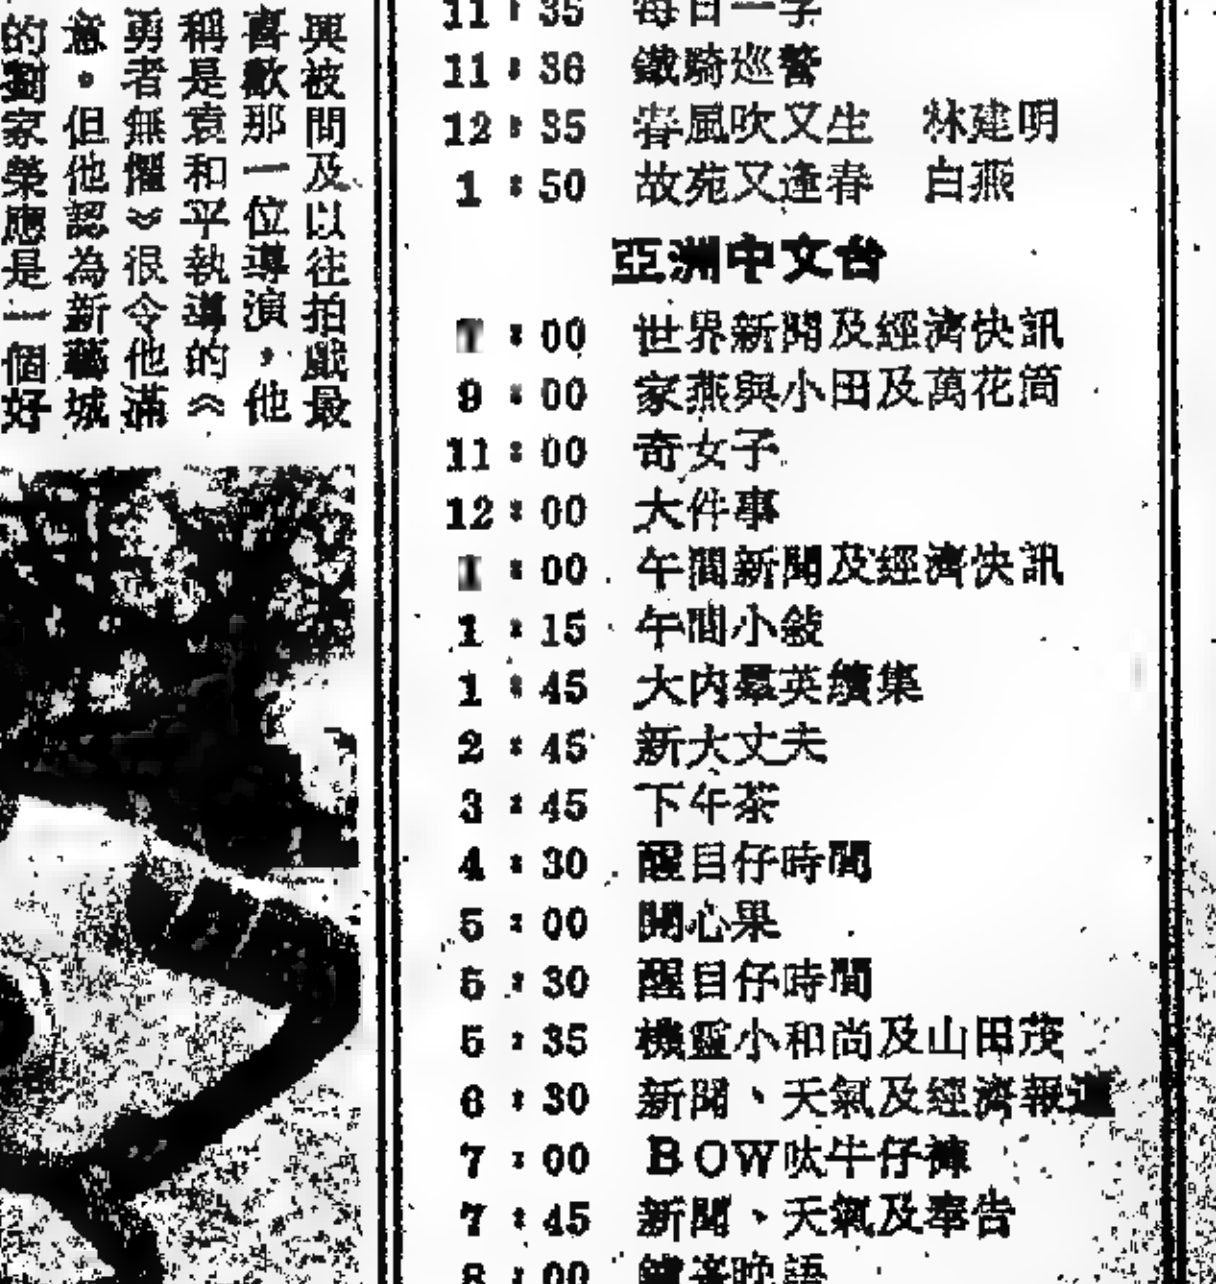 興被問及以往拍戲最
喜歡那一位導演，他
稱是袁和平執導的《
勇者無懼》很令他滿
意。但他認為新藝城
的劉家榮應是一個好
11：35 每日一字
11：36 鐵騎巡警
12：35 春風吹又生 林建明
1：50 故苑又逢春 白燕
亞洲中文台
7：00 世界新聞及經濟快訊
9：00 家燕與小田及萬花筒
11：00 奇女子
12：00 大件事
1：00 午間新聞及經濟快訊
1：15 午間小敍
1：45 大內羣英續集
2：45 新大丈夫
3：45 下午茶
4：30 醒目仔時間
5：00 開心果
5：30 醒目仔時間
5：35 機靈小和尚及山田茂
6：30 新聞、天氣及經濟報道
7：00 BOW吠牛仔褲
7：45 新聞、天氣及奉告
8：00